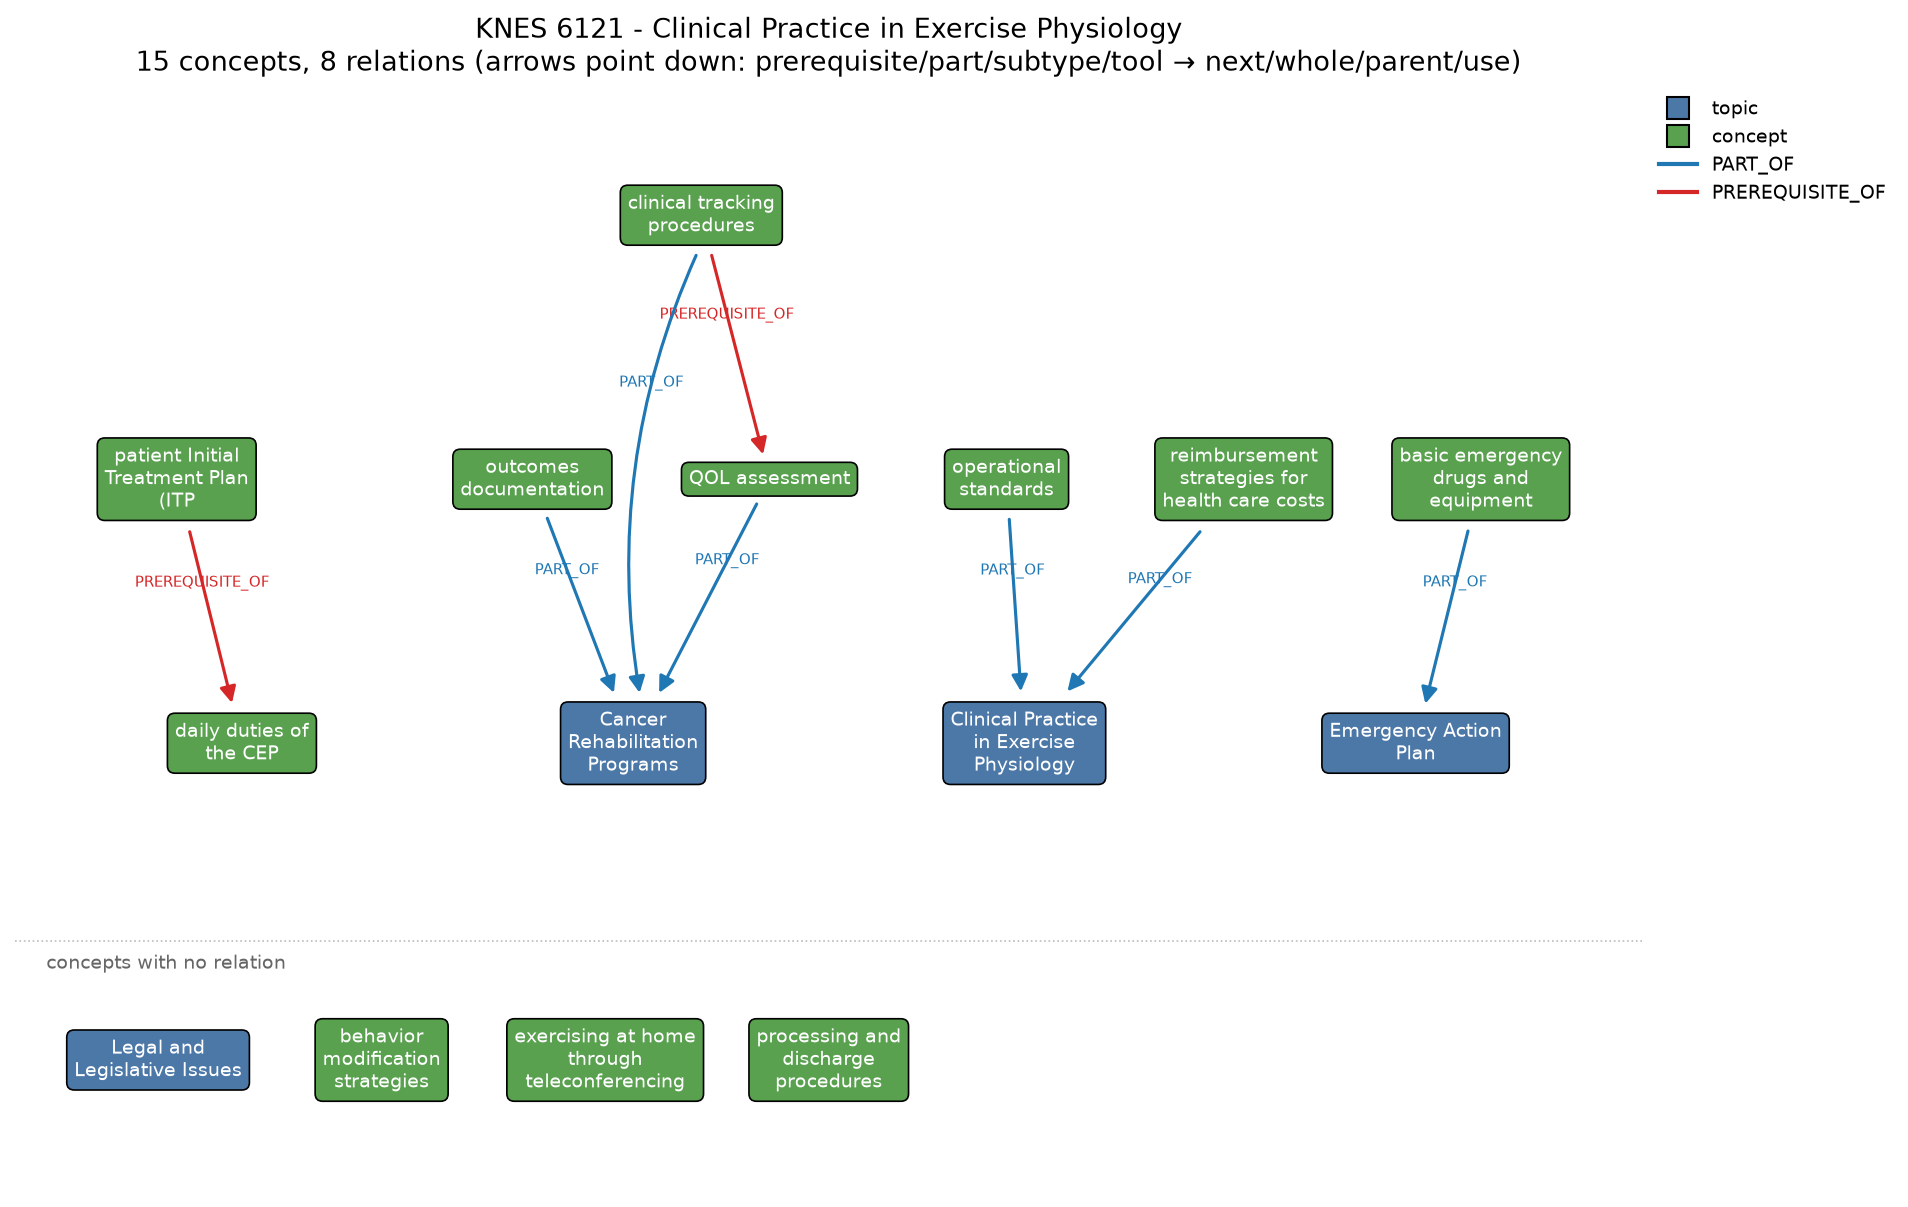 KNES 6121 - Clinical Practice in Exercise Physiology
15 concepts, 8 relations (arrows point down: prerequisite/part/subtype/tool → next/whole/parent/use)
topic
concept
PART_OF
PREREQUISITE_OF
clinical tracking
procedures
PREREQUISITE_OF
PART_OF
patient Initial
Treatment Plan
(ITP
outcomes
documentation
QOL assessment
operational
standards
reimbursement
strategies for
health care costs
basic emergency
drugs and
equipment
PREREQUISITE_OF
PART_OF
PART_OF
PART_OF
PART_OF
PART_OF
daily duties of
the CEP
Cancer
Rehabilitation
Programs
Clinical Practice
in Exercise
Physiology
Emergency Action
Plan
concepts with no relation
Legal and
Legislative Issues
behavior
modification
strategies
exercising at home
through
teleconferencing
processing and
discharge
procedures